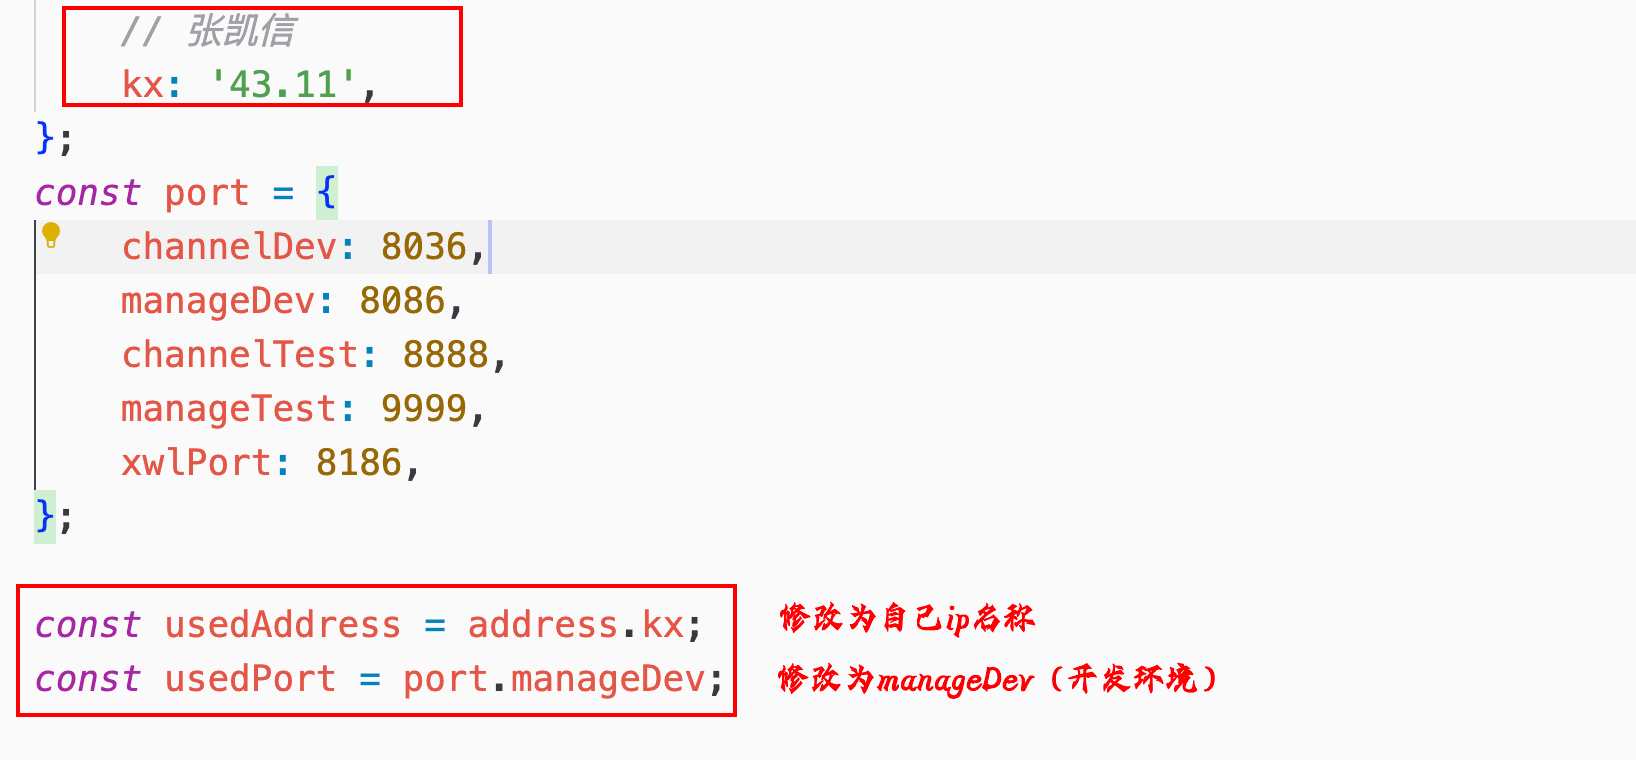 // 张凯信
kx: '43.11',
};
const port = {
channelDev: 8036,
manageDev: 8086,
channelTest: 8888,
manageTest: 9999,
xwlPort: 8186,
};
const usedAddress = address.kx; 修改为自己ip名称
const usedPort = port.manageDev; 修改为manageDev（开发环境）